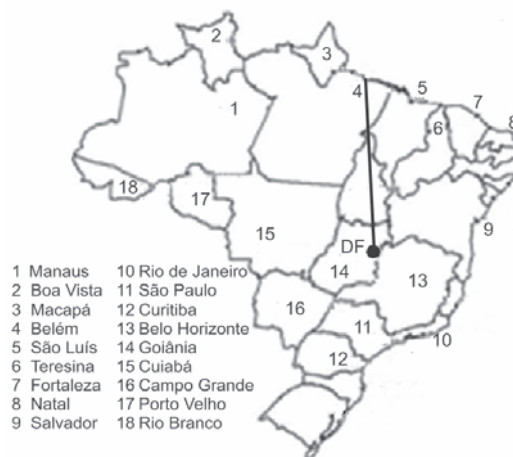 2
3
4
5
7
1
6
8
18
17
9
15
DF
14
13
16
11
10
12
1 Manaus 10 Rio de Janeiro
2 Boa Vista 11 São Paulo
3 Macapá 12 Curitiba
4 Belém 13 Belo Horizonte
5 São Luís 14 Goiânia
6 Teresina 15 Cuiabá
7 Fortaleza 16 Campo Grande
8 Natal 17 Porto Velho
9 Salvador 18 Rio Branco